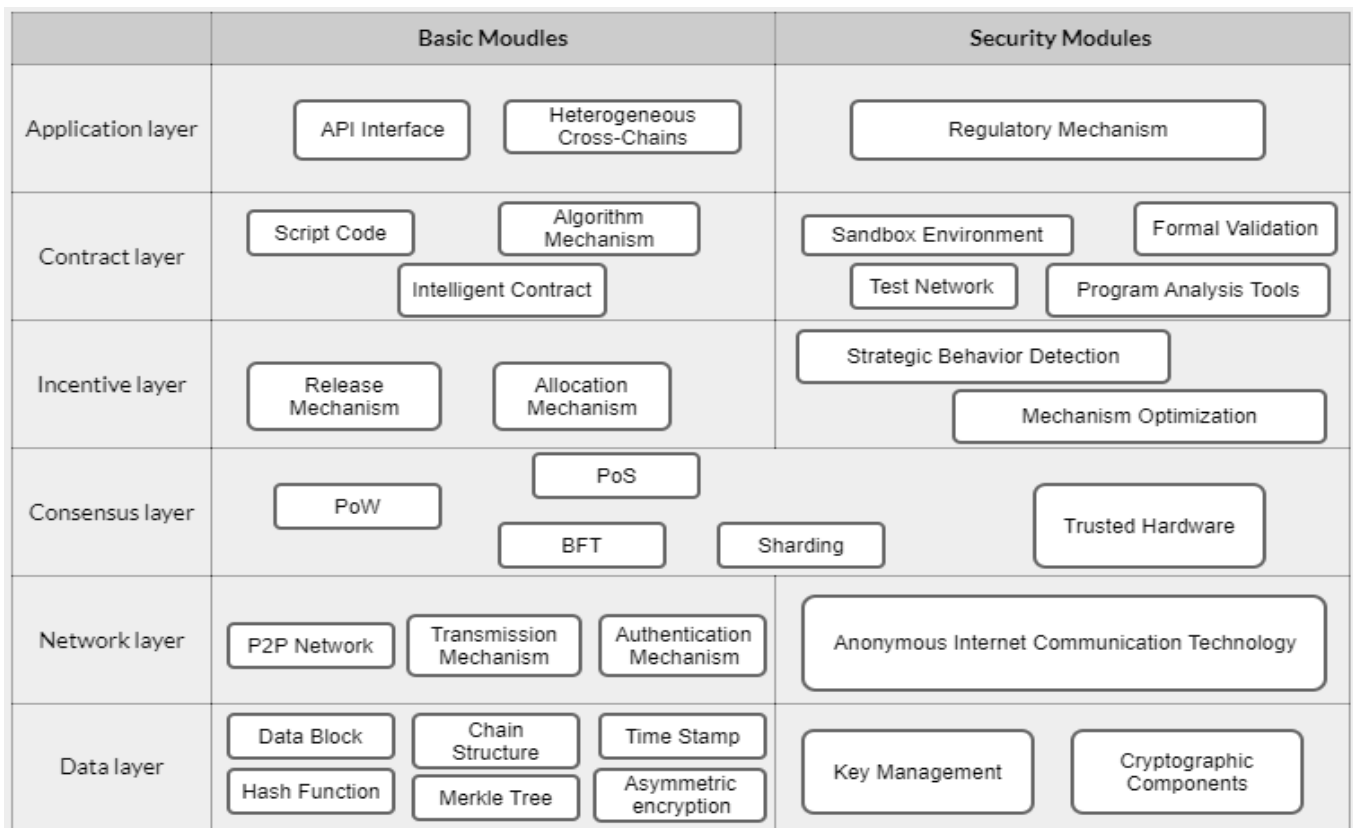 Basic Moudles
Security Modules
Application layer
API Interface
Heterogeneous
Cross-Chains
Regulatory Mechanism
Contract layer
Script Code
Algorithm
Mechanism
Intelligent Contract
Sandbox Environment
Formal Validation
Test Network
Program Analysis Tools
Incentive layer
Release
Mechanism
Allocation
Mechanism
Strategic Behavior Detection
Mechanism Optimization
Consensus layer
PoW
PoS
BFT
Sharding
Trusted Hardware
Network layer
P2P Network
Transmission
Mechanism
Authentication
Mechanism
Anonymous Internet Communication Technology
Data layer
Data Block
Chain
Structure
Time Stamp
Hash Function
Merkle Tree
Asymmetric
encryption
Key Management
Cryptographic
Components